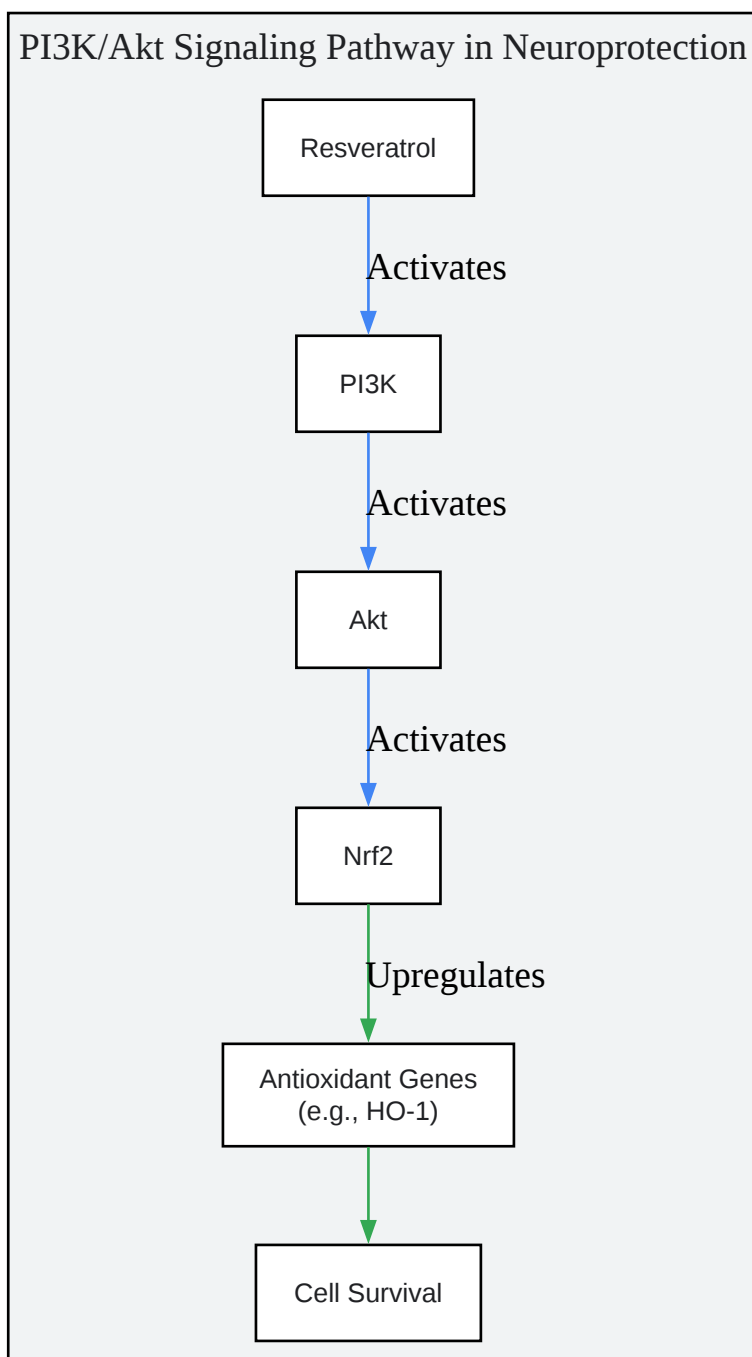 PI3K/Akt Signaling Pathway in Neuroprotection
Resveratrol
Activates
PI3K
Activates
Akt
Activates
Nrf2
Upregulates
Antioxidant Genes
(e.g., HO-1)
Cell Survival